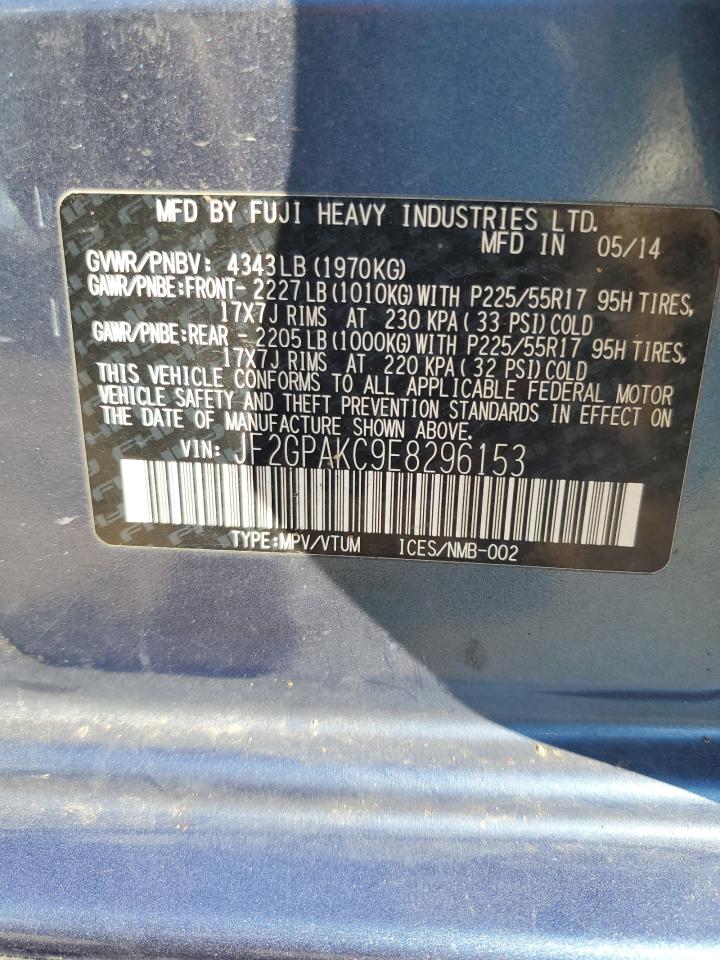 MFD BY FUJI HEAVY INDUSTRIES LTD.
MFD IN 05/14
GVWR/PNBV: 4343LB (1970KG)
GAWR/PNBE:FRONT- 2227LB(1010KG)WITH P225/55R17 95H TIRES,
17X7J RIMS AT 230 KPA( 33 PSI)COLD
GAWR/PNBE:REAR - 2205LB(1000KG)WITH P225/55R17 95H TIRES,
17X7J RIMS AT 220 KPA( 32 PSI)COLD
THIS VEHICLE CONFORMS TO ALL APPLICABLE FEDERAL MOTOR
VEHICLE SAFETY AND THEFT PREVENTION STANDARDS IN EFFECT ON
THE DATE OF MANUFACTURE SHOWN ABOVE.
VIN: JF2GPAKC9E8296153
TYPE:MPV/VTUM ICES/NMB-002